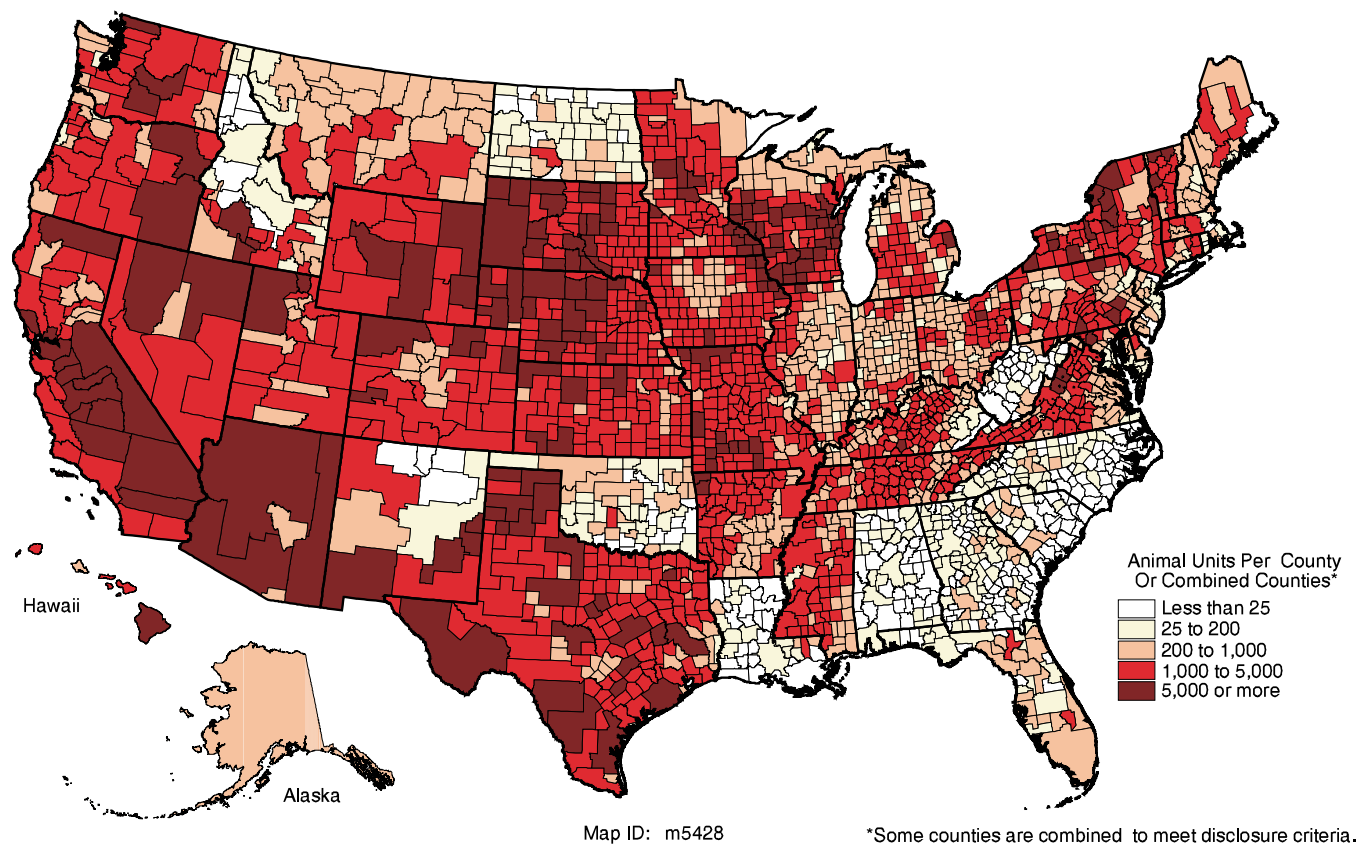 Animal Units Per County
Or Combined Counties*
Less than 25
25 to 200
200 to 1,000
1,000 to 5,000
5,000 or more
Hawaii
Alaska
Map ID: m5428
*Some counties are combined to meet disclosure criteria.